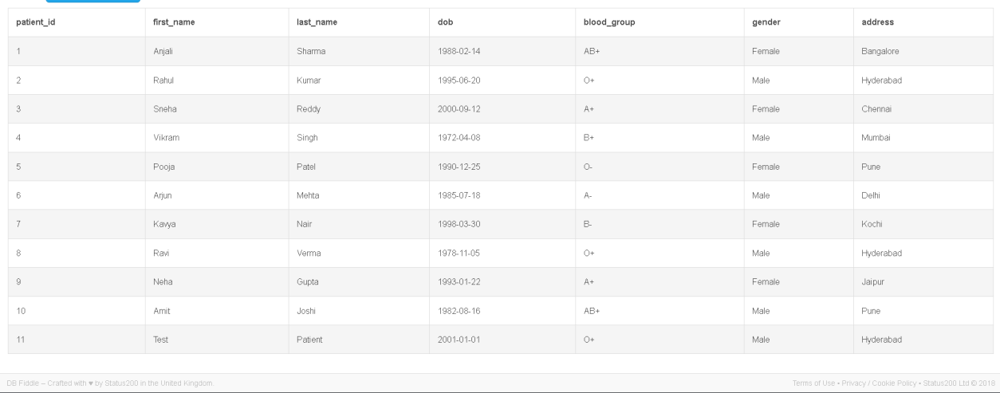 patient_id first_name last_name dob blood_group gender address
1 Anjali Sharma 1988-02-14 AB+ Female Bangalore
2 Rahul Kumar 1995-06-20 O+ Male Hyderabad
3 Sneha Reddy 2000-09-12 A+ Female Chennai
4 Vikram Singh 1972-04-08 B+ Male Mumbai
5 Pooja Patel 1990-12-25 O- Female Pune
6 Arjun Mehta 1985-07-18 A- Male Delhi
7 Kavya Nair 1998-03-30 B- Female Kochi
8 Ravi Verma 1978-11-05 O+ Male Hyderabad
9 Neha Gupta 1993-01-22 A+ Female Jaipur
10 Amit Joshi 1982-08-16 AB+ Male Pune
11 Test Patient 2001-01-01 O+ Male Hyderabad
DB Fiddle – Crafted with ♥ by Status200 in the United Kingdom. Terms of Use • Privacy / Cookie Policy • Status200 Ltd © 2018